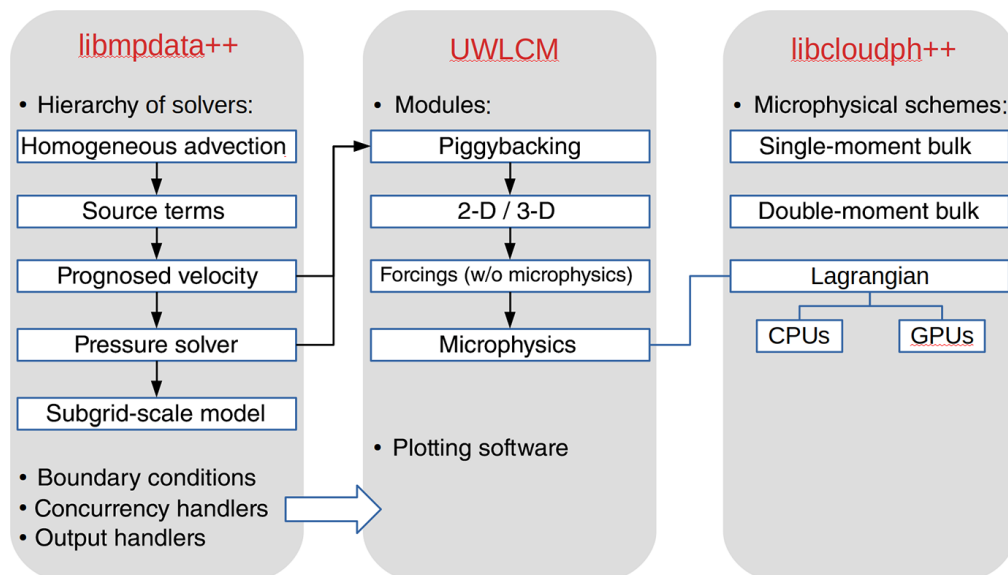 libmpdata++
• Hierarchy of solvers:
Homogeneous advection
Source terms
Prognosed velocity
Pressure solver
Subgrid-scale model
• Boundary conditions
• Concurrency handlers
• Output handlers
UWLCM
• Modules:
Piggybacking
2-D / 3-D
Forcings (w/o microphysics)
Microphysics
• Plotting software
libcloudph++
• Microphysical schemes:
Single-moment bulk
Double-moment bulk
Lagrangian
CPUs
GPUs